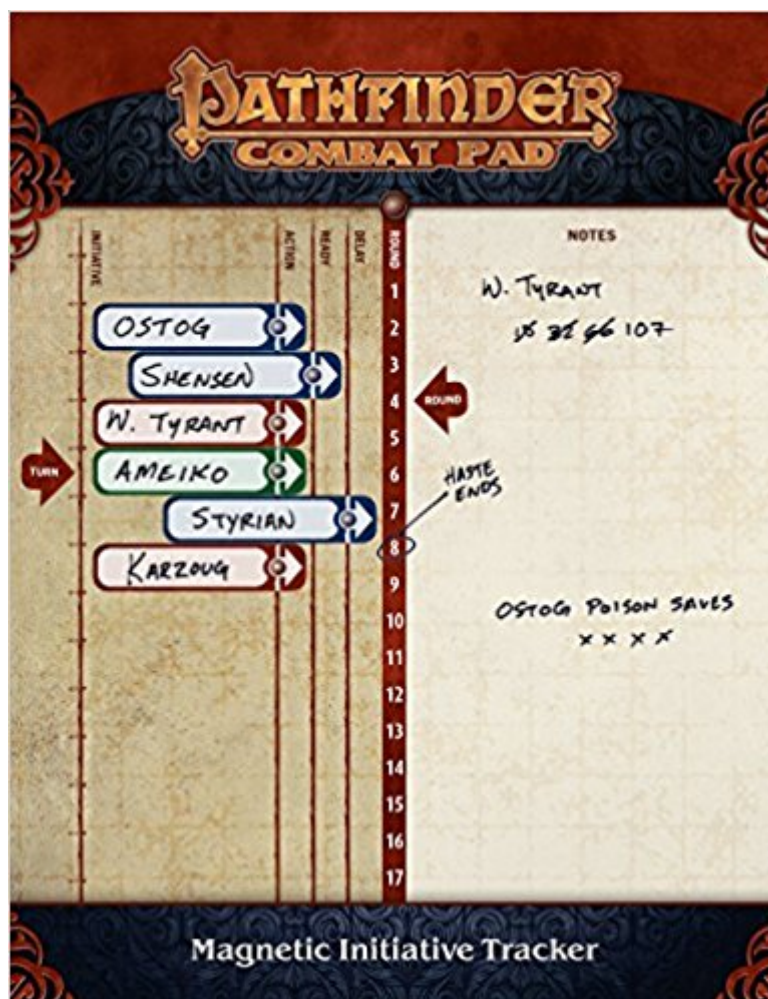 PATHFINDER
COMBAT PAD
INITIATIVE
ACTION
READY
DELAY
ROUND
NOTES
1
2
3
4
5
6
7
8
9
10
11
12
13
14
15
16
17
OSTOG
SHENSEN
W. TYRANT
AMEIKO
STYRIAN
KARZOUG
TURN
ROUND
W. TYRANT
107
HASTE
ENDS
OSTOG POISON SAVES
x x x x
Magnetic Initiative Tracker